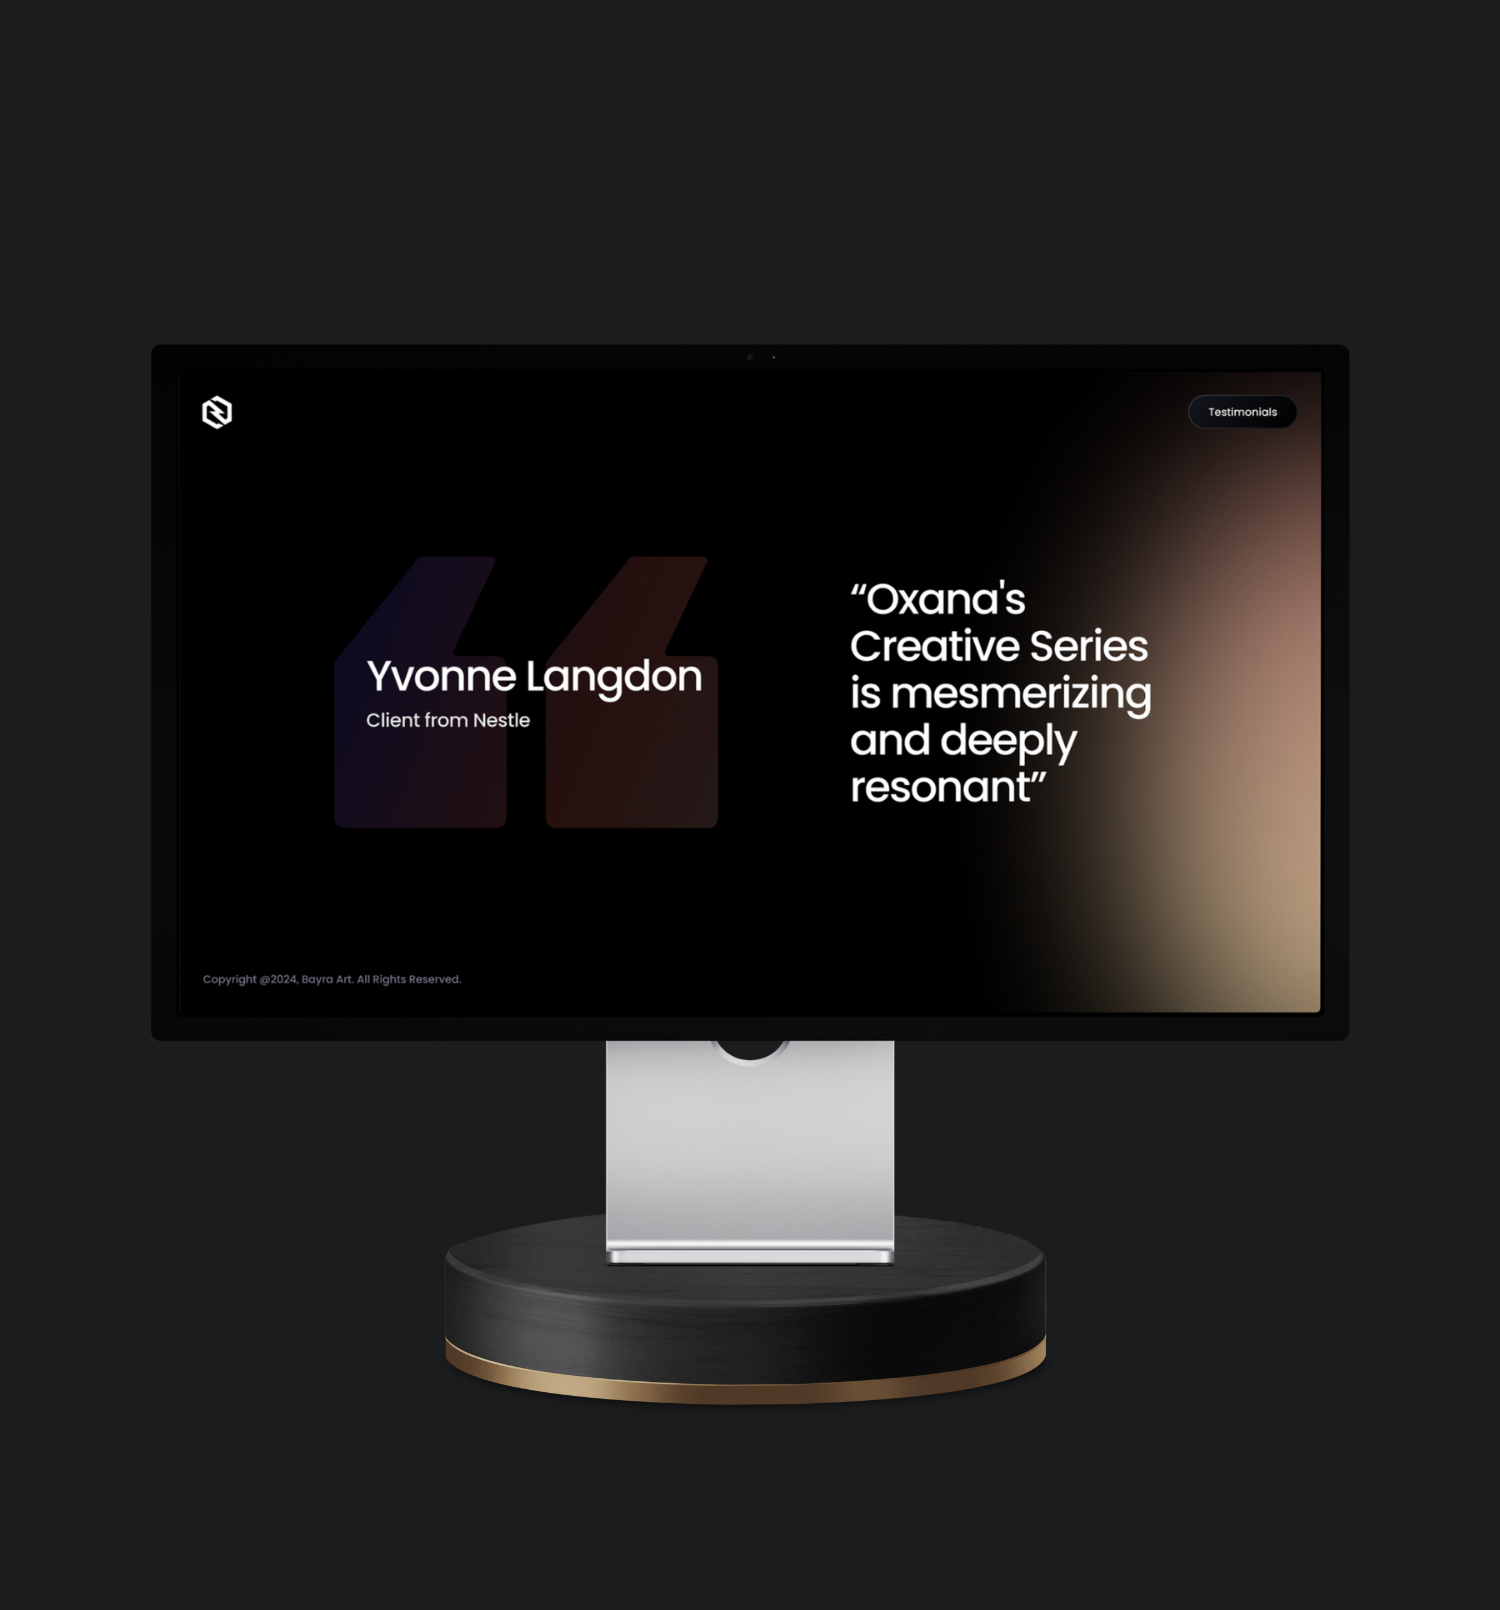 Testimonials
Yvonne Langdon
Client from Nestle
“Oxana's
Creative Series
is mesmerizing
and deeply
resonant”
Copyright @2024, Bayra Art. All Rights Reserved.